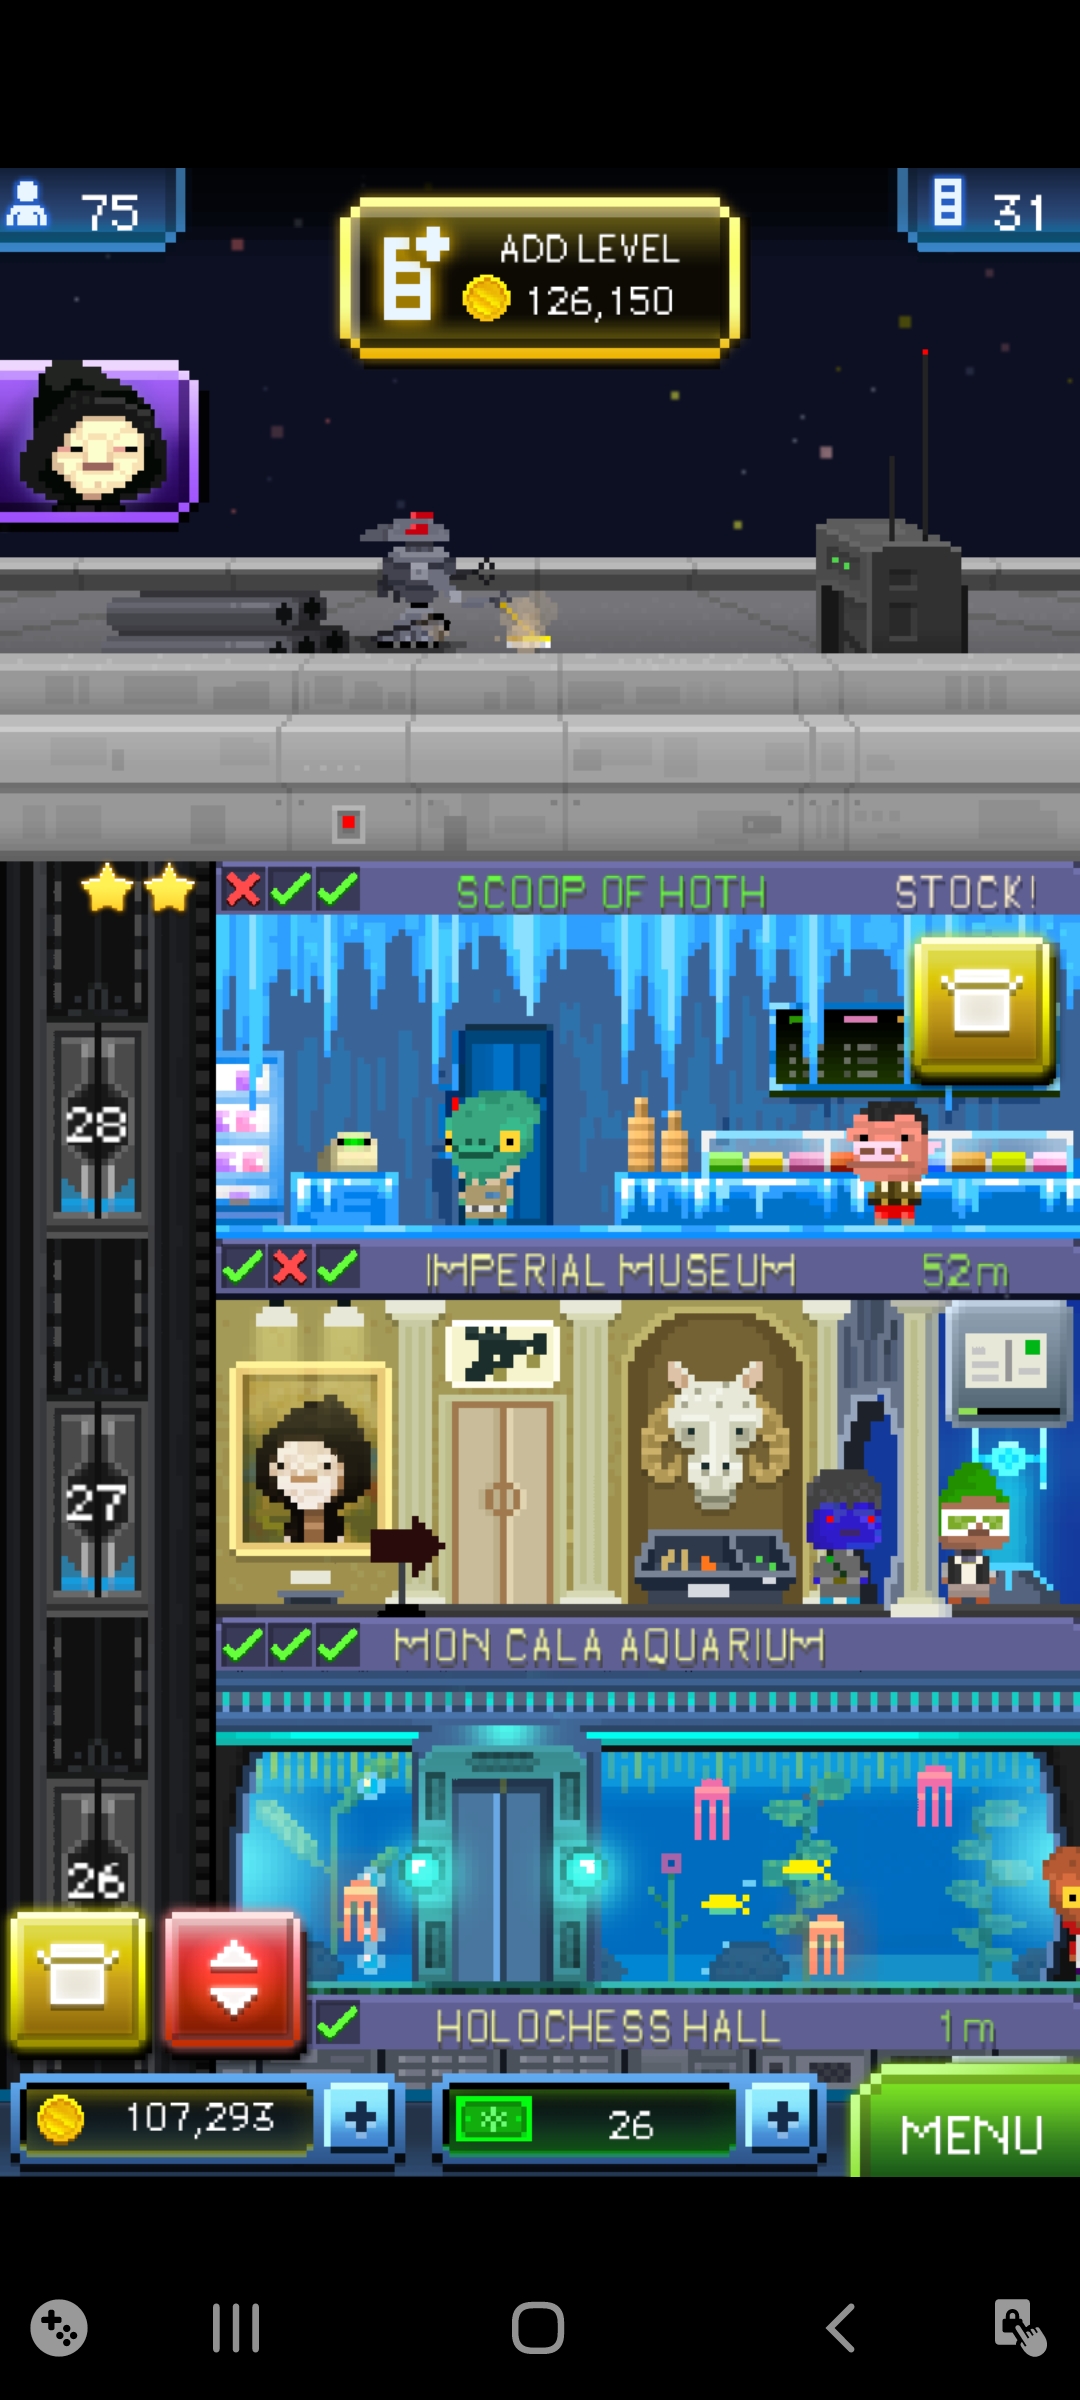 75
ADD LEVEL
126,150
31
SCOOP OF HOTH
STOCK!
28
IMPERIAL MUSEUM
52m
27
MON CALA AQUARIUM
26
HOLOCHESS HALL
1m
107,293
26
MENU